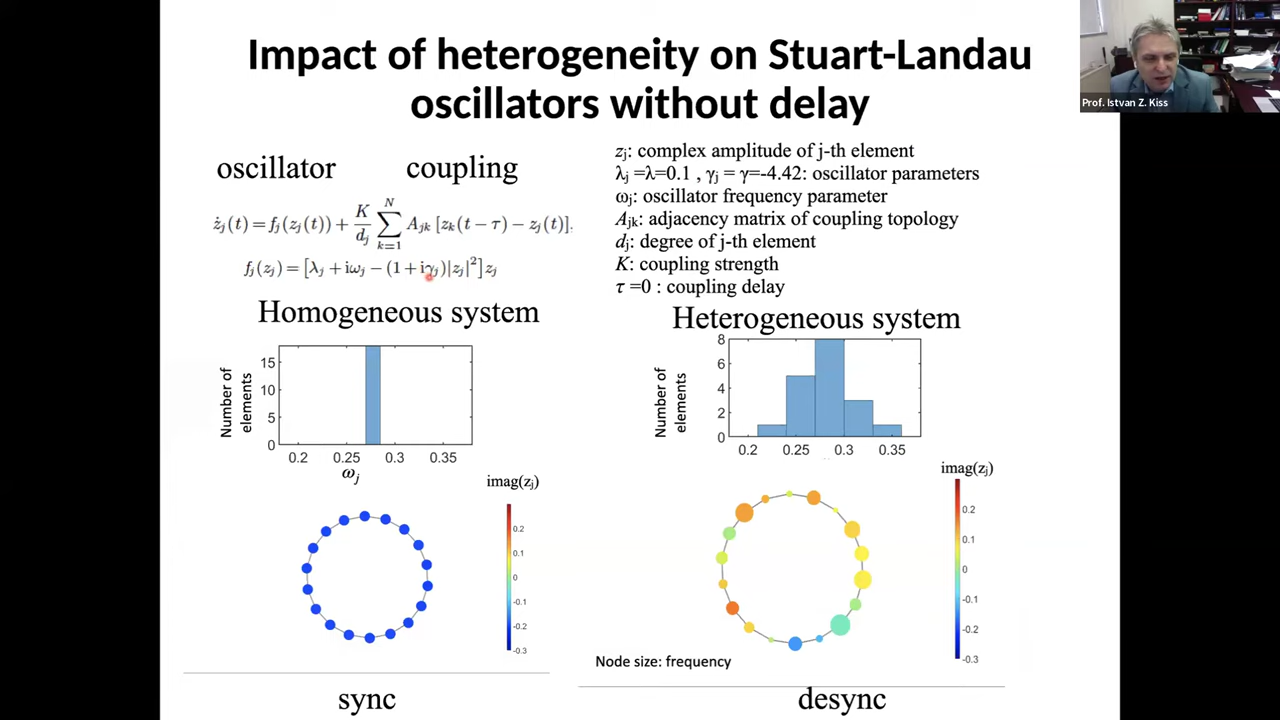 Impact of heterogeneity on Stuart-Landau
oscillators without delay
Prof. Istvan Z. Kiss
oscillator coupling
żⱼ(t) = fⱼ(zⱼ(t)) + K/dⱼ ∑ₖ₌₁ᴺ Aⱼₖ [zₖ(t − τ) − zⱼ(t)].
fⱼ(zⱼ) = [λⱼ + iωⱼ − (1 + iγⱼ)|zⱼ|²] zⱼ
zⱼ: complex amplitude of j-th element
λⱼ =λ=0.1 , γⱼ = γ=-4.42: oscillator parameters
ωⱼ: oscillator frequency parameter
Aⱼₖ: adjacency matrix of coupling topology
dⱼ: degree of j-th element
K: coupling strength
τ =0 : coupling delay
Homogeneous system
Number of
elements
15
10
5
0
0.2 0.25 0.3 0.35
ωⱼ
imag(zⱼ)
0.2
0.1
0
-0.1
-0.2
-0.3
sync
Heterogeneous system
Number of
elements
8
6
4
2
0
0.2 0.25 0.3 0.35
imag(zⱼ)
0.2
0.1
0
-0.1
-0.2
-0.3
Node size: frequency
desync